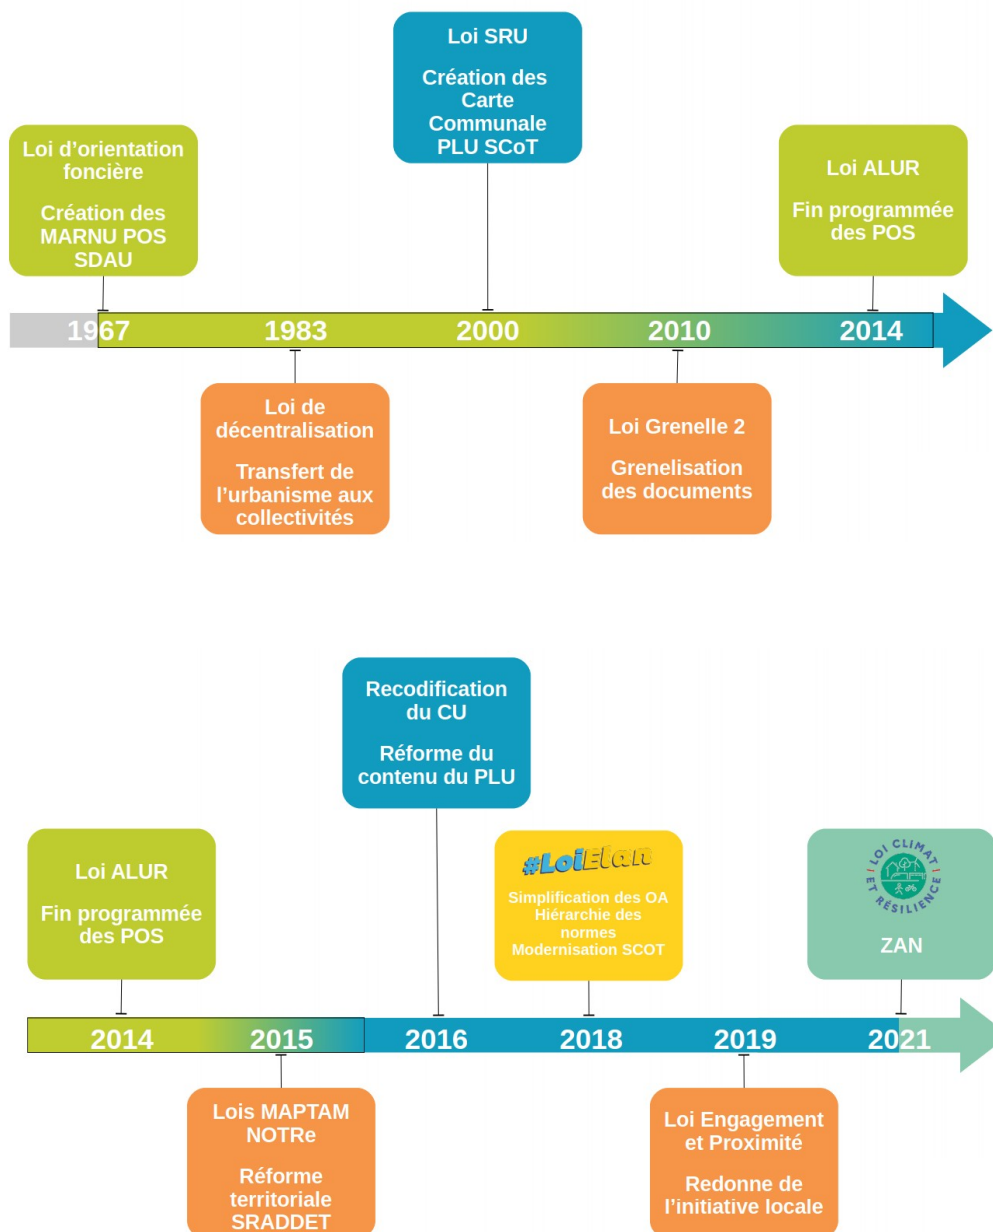 Loi SRU
Création des
Carte
Communale
PLU SCoT
Loi d'orientation
foncière
Création des
MARNU POS
SDAU
Loi ALUR
Fin programmée
des POS
1967
1983
2000
2010
2014
Loi de
décentralisation
Transfert de
l'urbanisme aux
collectivités
Loi Grenelle 2
Grenelisation
des documents
Recodification
du CU
Réforme du
contenu du PLU
Loi ALUR
Fin programmée
des POS
#LoiElan
Simplification des OA
Hiérarchie des
normes
Modernisation SCOT
LOI CLIMAT
ET RÉSILIENCE
ZAN
2014
2015
2016
2018
2019
2021
Lois MAPTAM
NOTRe
Réforme
territoriale
SRADDET
Loi Engagement
et Proximité
Redonne de
l'initiative locale